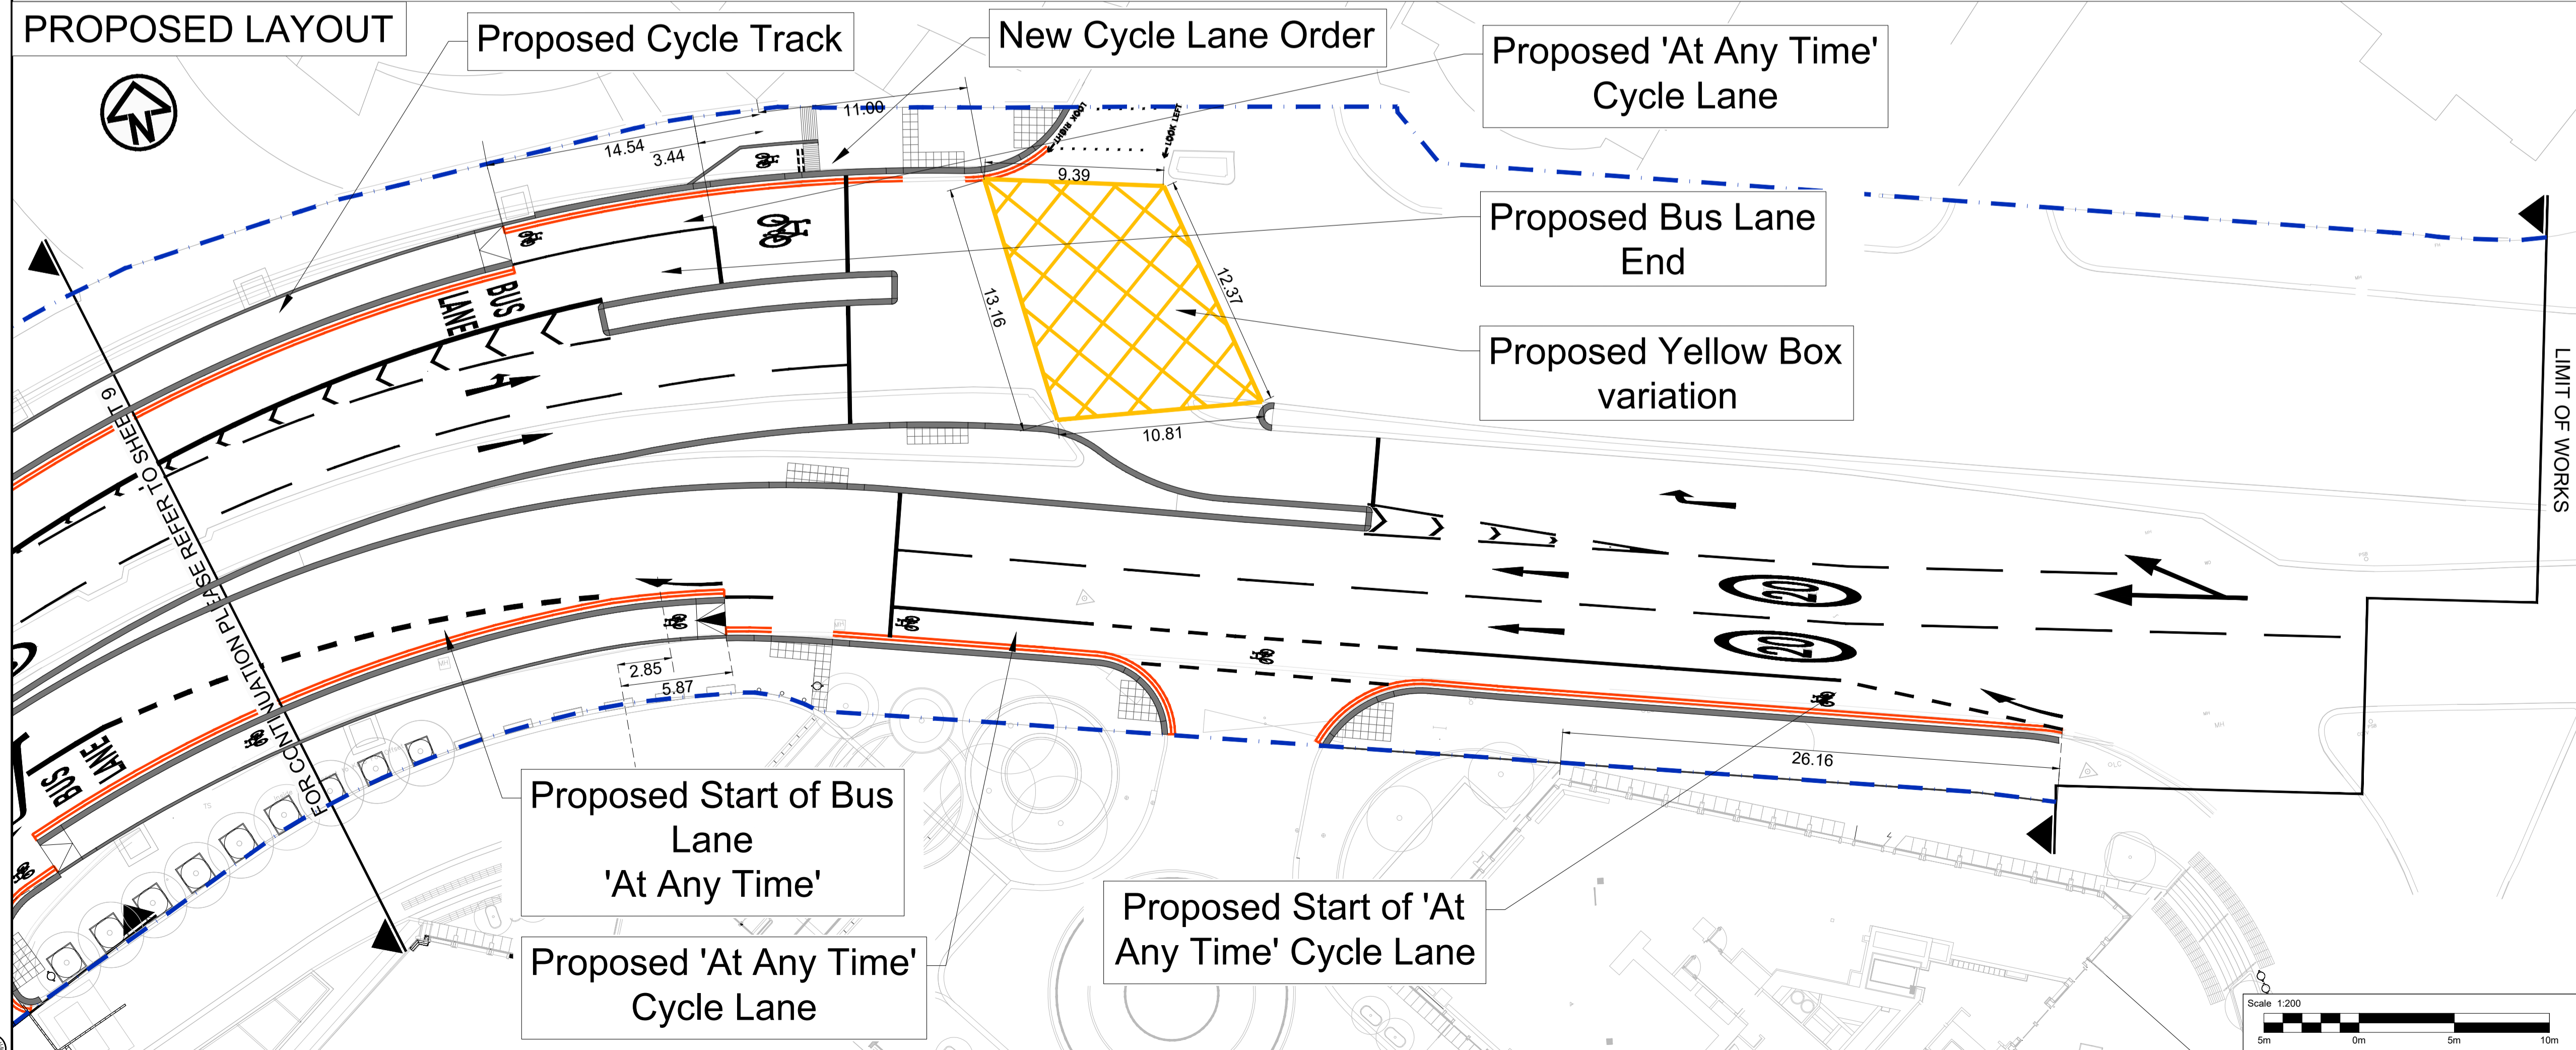 PROPOSED LAYOUT
Proposed Cycle Track
New Cycle Lane Order
Proposed 'At Any Time'
Cycle Lane
N
11.00
14.54
3.44
LOOK RIGHT
LOOK LEFT
9.39
Proposed Bus Lane
End
13.16
12.37
BUS
LANE
Proposed Yellow Box
variation
10.81
LIMIT OF WORKS
FOR CONTINUATION PLEASE REFER TO SHEET 9
20
20
2.85
5.87
LANE
BUS
26.16
Proposed Start of Bus
Lane
'At Any Time'
Proposed Start of 'At
Any Time' Cycle Lane
Proposed 'At Any Time'
Cycle Lane
Scale 1:200
5m 0m 5m 10m